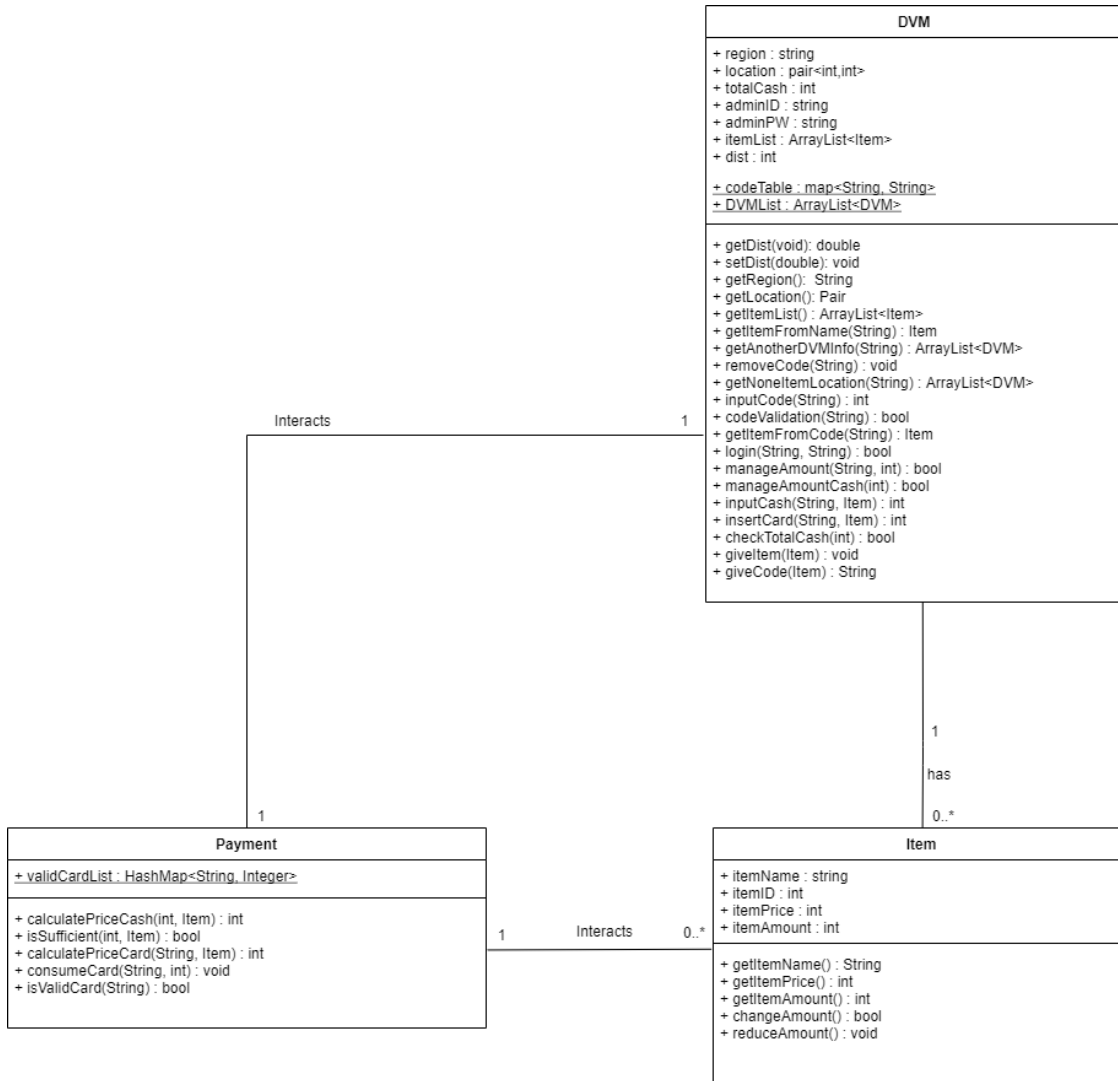 DVM
+ region : string
+ location : pair<int,int>
+ totalCash : int
+ adminID : string
+ adminPW : string
+ itemList : ArrayList<Item>
+ dist : int
+ codeTable : map<String, String>
+ DVMList : ArrayList<DVM>
+ getDist(void): double
+ setDist(double): void
+ getRegion(): String
+ getLocation(): Pair
+ getItemList() : ArrayList<Item>
+ getItemFromName(String) : Item
+ getAnotherDVMInfo(String) : ArrayList<DVM>
+ removeCode(String) : void
+ getNoneItemLocation(String) : ArrayList<DVM>
+ inputCode(String) : int
+ codeValidation(String) : bool
+ getItemFromCode(String) : Item
+ login(String, String) : bool
+ manageAmount(String, int) : bool
+ manageAmountCash(int) : bool
+ inputCash(String, Item) : int
+ insertCard(String, Item) : int
+ checkTotalCash(int) : bool
+ giveItem(Item) : void
+ giveCode(Item) : String
Interacts
1
1
1
has
0..*
Payment
+ validCardList : HashMap<String, Integer>
+ calculatePriceCash(int, Item) : int
+ isSufficient(int, Item) : bool
+ calculatePriceCard(String, Item) : int
+ consumeCard(String, int) : void
+ isValidCard(String) : bool
1
Interacts
0..*
Item
+ itemName : string
+ itemID : int
+ itemPrice : int
+ itemAmount : int
+ getItemName() : String
+ getItemPrice() : int
+ getItemAmount() : int
+ changeAmount() : bool
+ reduceAmount() : void